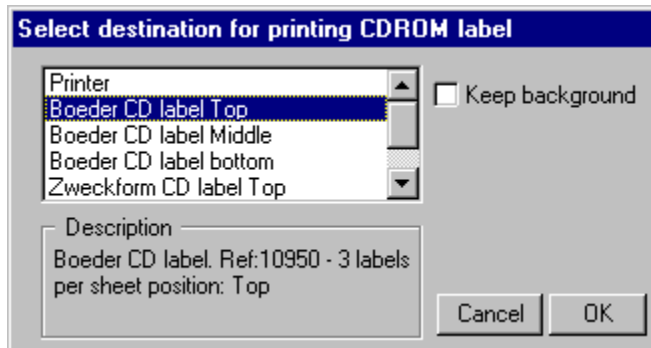 Select destination for printing CDROM label
Printer
Boeder CD label Top
Boeder CD label Middle
Boeder CD label bottom
Zweckform CD label Top
Keep background
Description
Boeder CD label. Ref:10950 - 3 labels
per sheet position: Top
Cancel
OK